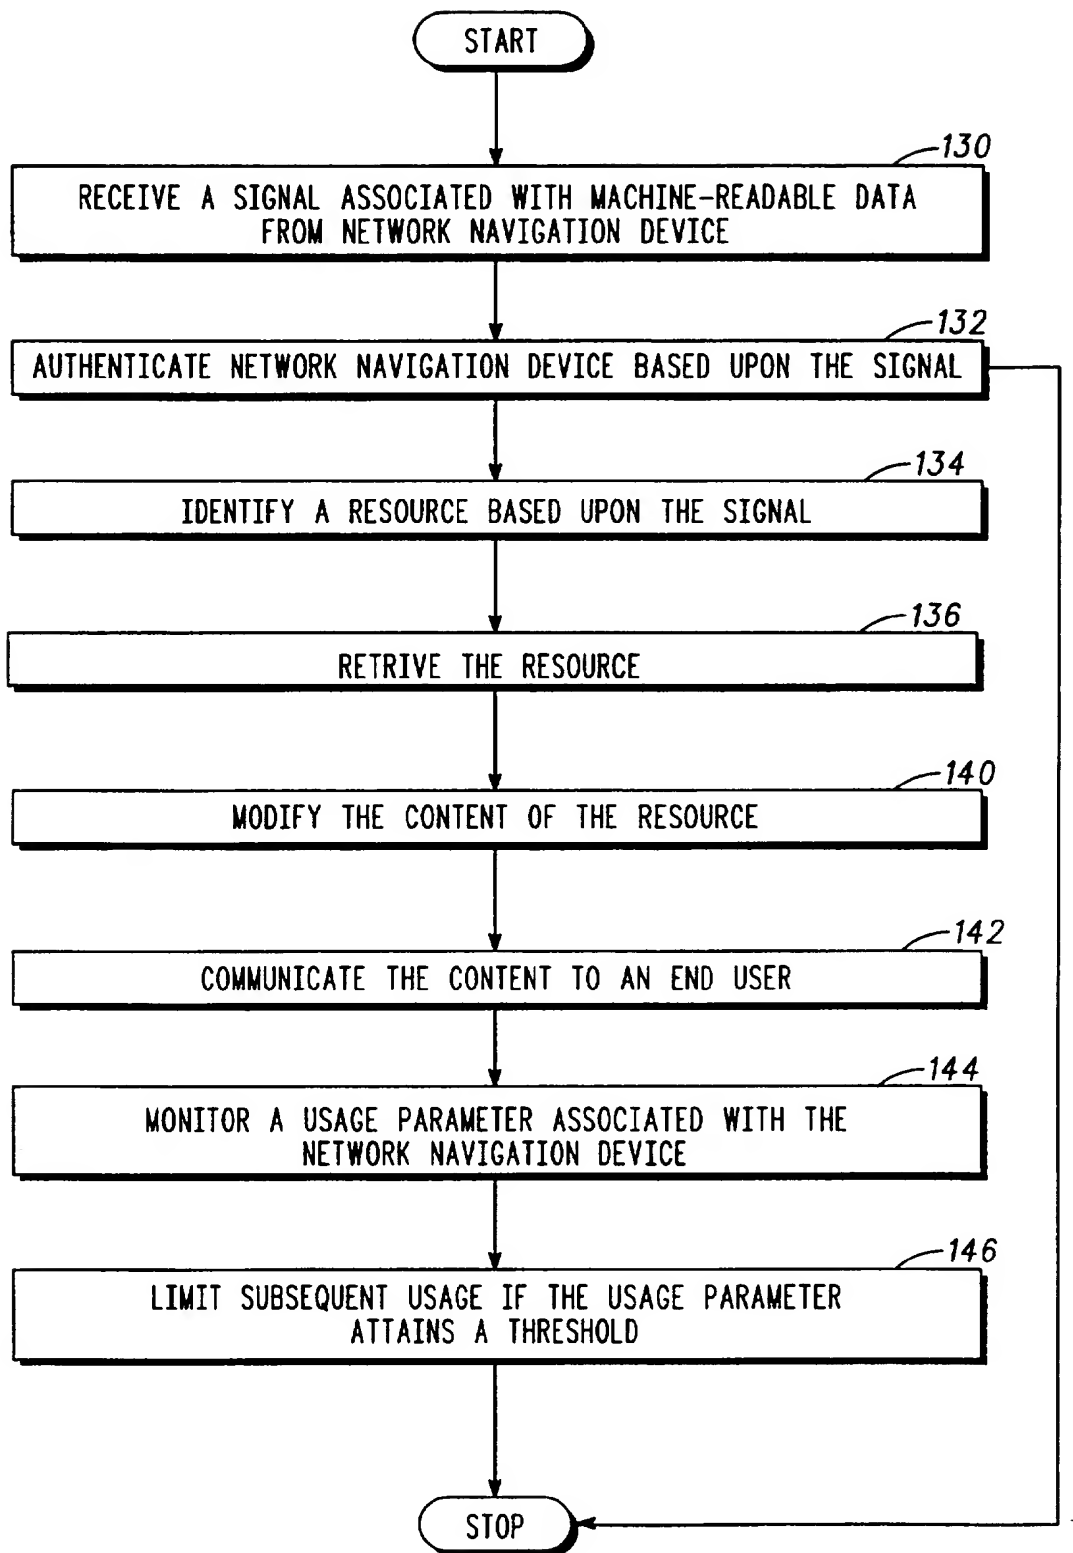 START
130
RECEIVE A SIGNAL ASSOCIATED WITH MACHINE-READABLE DATA
FROM NETWORK NAVIGATION DEVICE
132
AUTHENTICATE NETWORK NAVIGATION DEVICE BASED UPON THE SIGNAL
134
IDENTIFY A RESOURCE BASED UPON THE SIGNAL
136
RETRIVE THE RESOURCE
140
MODIFY THE CONTENT OF THE RESOURCE
142
COMMUNICATE THE CONTENT TO AN END USER
144
MONITOR A USAGE PARAMETER ASSOCIATED WITH THE
NETWORK NAVIGATION DEVICE
146
LIMIT SUBSEQUENT USAGE IF THE USAGE PARAMETER
ATTAINS A THRESHOLD
STOP